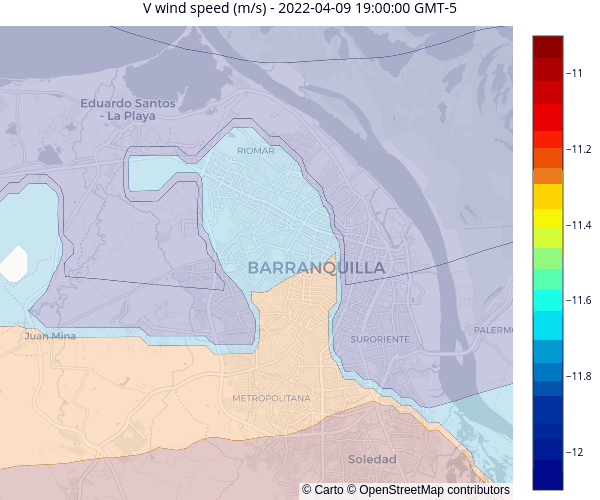 V wind speed (m/s) - 2022-04-09 19:00:00 GMT-5
Eduardo Santos
- La Playa
RIOMAR
BARRANQUILLA
Juan Mina
SURORIENTE
PALERMO
METROPOLITANA
Soledad
−11
−11.2
−11.4
−11.6
−11.8
−12
© Carto © OpenStreetMap contributors